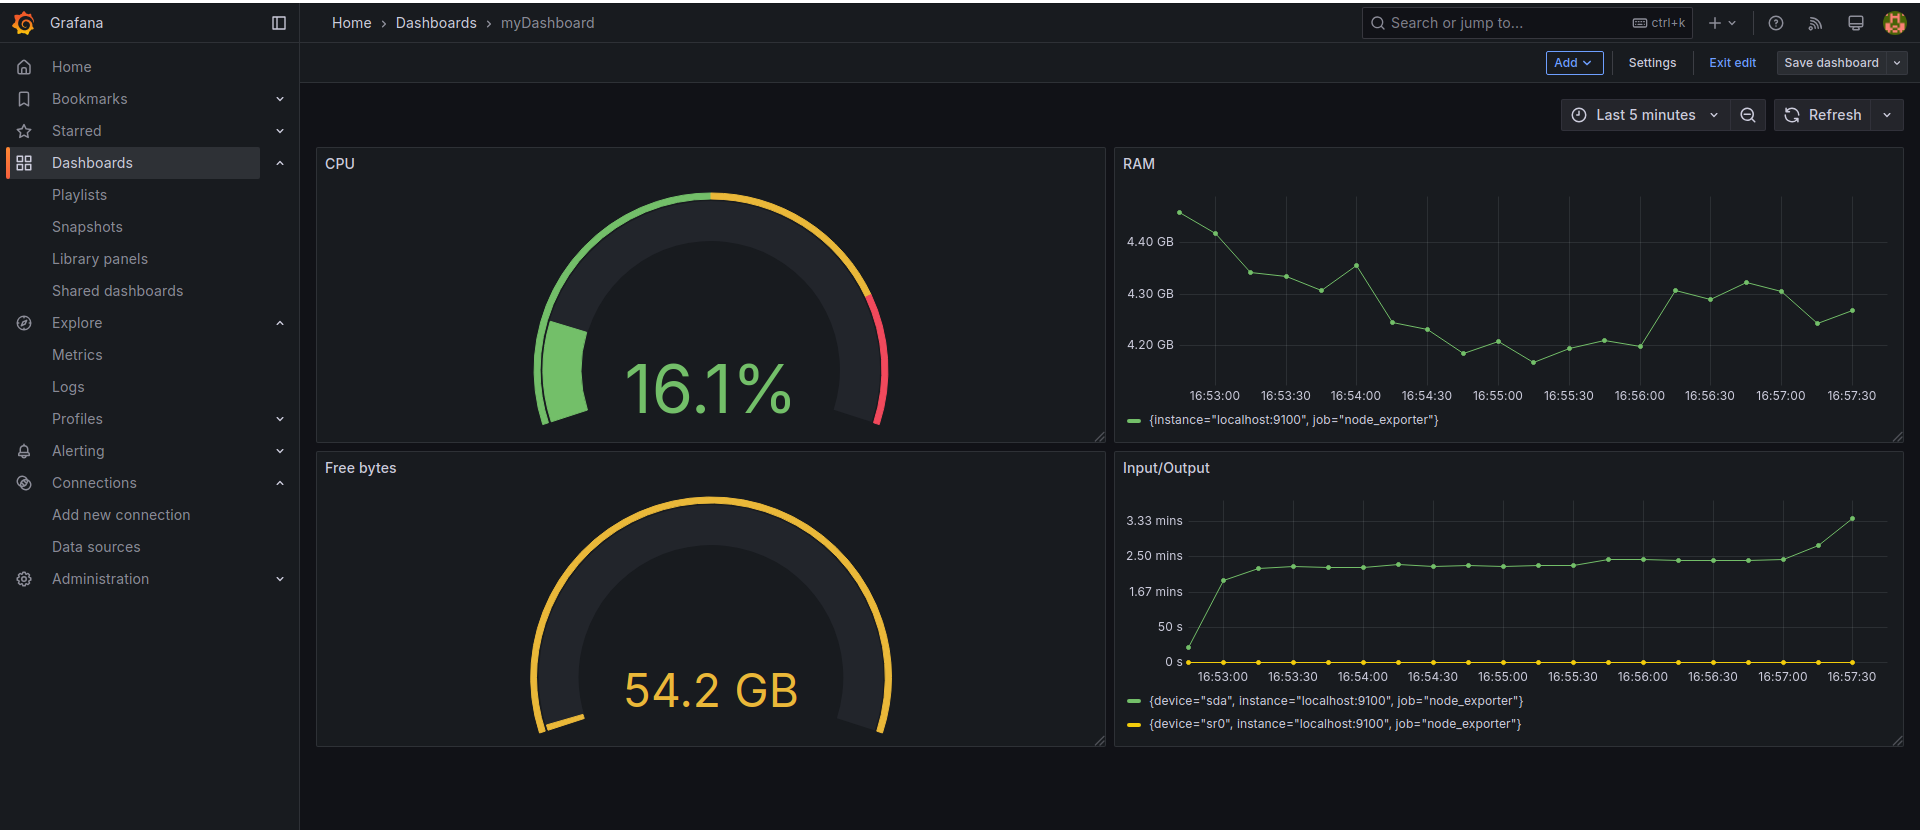 Grafana
Home › Dashboards › myDashboard
Search or jump to...
ctrl+k
Home
Bookmarks
Starred
Dashboards
Playlists
Snapshots
Library panels
Shared dashboards
Explore
Metrics
Logs
Profiles
Alerting
Connections
Add new connection
Data sources
Administration
Add
Settings
Exit edit
Save dashboard
Last 5 minutes
Refresh
CPU
16.1%
RAM
4.40 GB
4.30 GB
4.20 GB
16:53:00 16:53:30 16:54:00 16:54:30 16:55:00 16:55:30 16:56:00 16:56:30 16:57:00 16:57:30
{instance="localhost:9100", job="node_exporter"}
Free bytes
54.2 GB
Input/Output
3.33 mins
2.50 mins
1.67 mins
50 s
0 s
16:53:00 16:53:30 16:54:00 16:54:30 16:55:00 16:55:30 16:56:00 16:56:30 16:57:00 16:57:30
{device="sda", instance="localhost:9100", job="node_exporter"}
{device="sr0", instance="localhost:9100", job="node_exporter"}